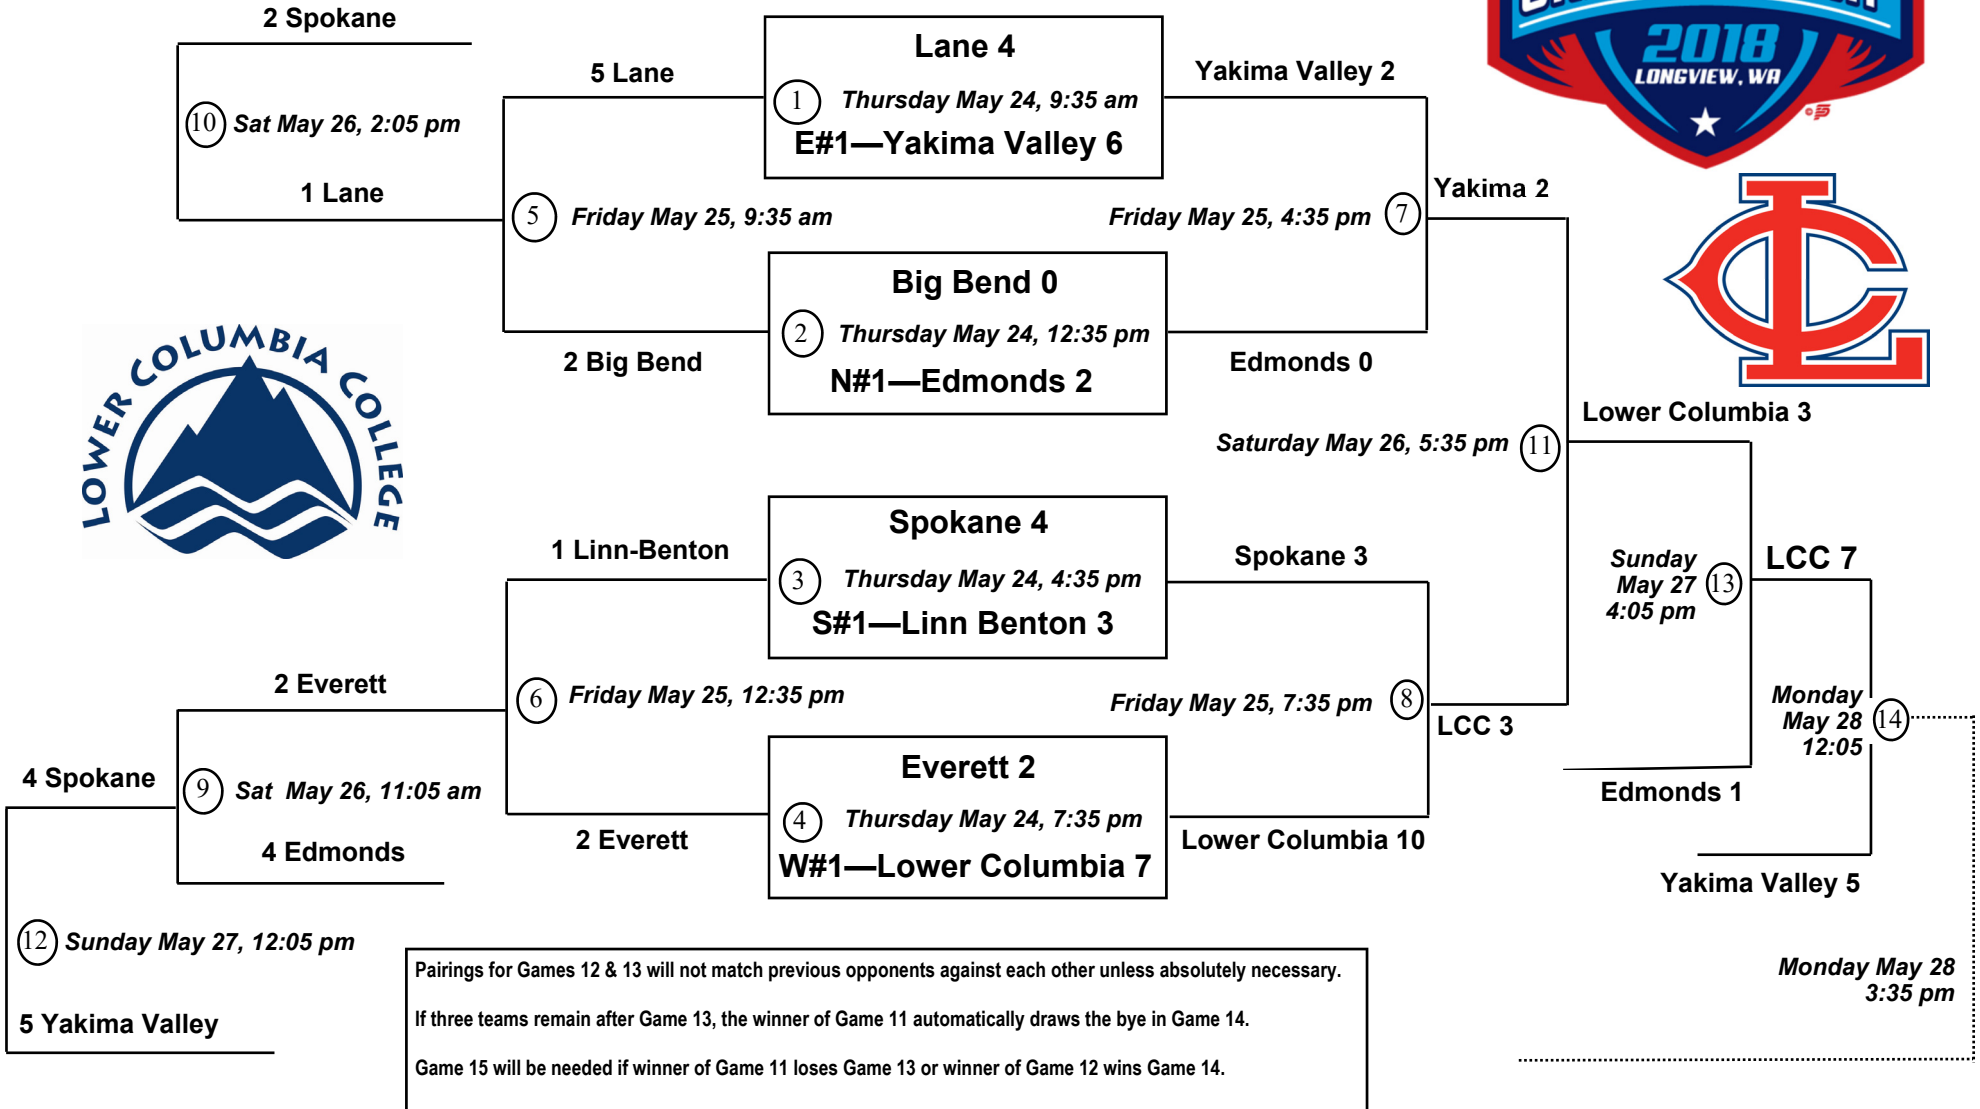 2 Spokane
10 Sat May 26, 2:05 pm
1 Lane
5 Lane
Lane 4
1 Thursday May 24, 9:35 am
E#1—Yakima Valley 6
Yakima Valley 2
2018
LONGVIEW, WA
5 Friday May 25, 9:35 am
Friday May 25, 4:35 pm 7
Yakima 2
Big Bend 0
2 Thursday May 24, 12:35 pm
N#1—Edmonds 2
2 Big Bend
Edmonds 0
LOWER COLUMBIA COLLEGE
LC
Lower Columbia 3
Saturday May 26, 5:35 pm 11
Spokane 4
3 Thursday May 24, 4:35 pm
S#1—Linn Benton 3
1 Linn-Benton
Spokane 3
Sunday
May 27
4:05 pm
13
LCC 7
2 Everett
6 Friday May 25, 12:35 pm
Friday May 25, 7:35 pm 8
LCC 3
Monday
May 28
12:05
14
4 Spokane
9 Sat May 26, 11:05 am
4 Edmonds
Everett 2
4 Thursday May 24, 7:35 pm
W#1—Lower Columbia 7
2 Everett
Lower Columbia 10
Edmonds 1
Yakima Valley 5
12 Sunday May 27, 12:05 pm
5 Yakima Valley
Monday May 28
3:35 pm
Pairings for Games 12 & 13 will not match previous opponents against each other unless absolutely necessary.
If three teams remain after Game 13, the winner of Game 11 automatically draws the bye in Game 14.
Game 15 will be needed if winner of Game 11 loses Game 13 or winner of Game 12 wins Game 14.